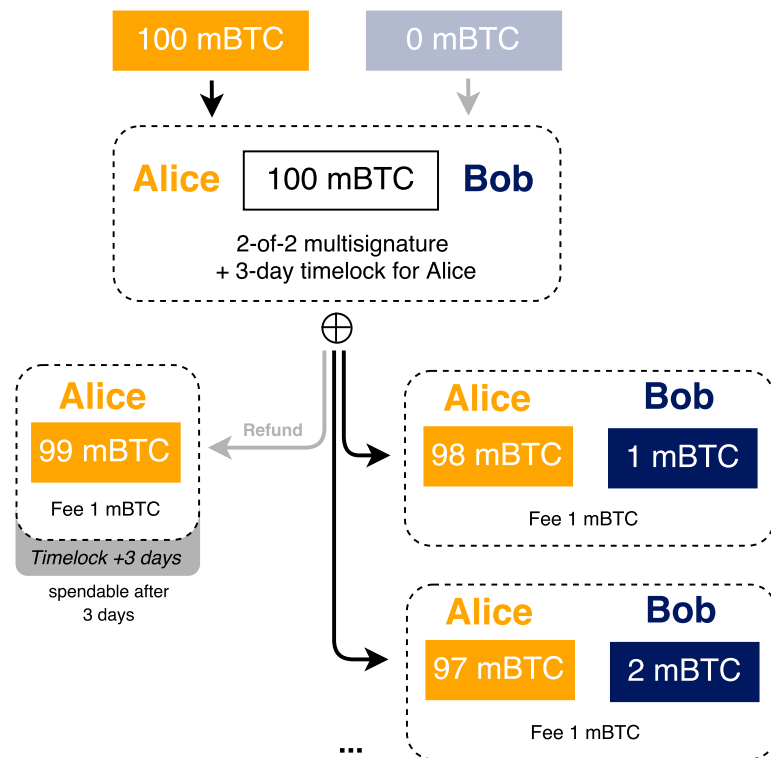 100 mBTC
0 mBTC
Alice
100 mBTC
Bob
2-of-2 multisignature
+ 3-day timelock for Alice
Refund
Alice
99 mBTC
Fee 1 mBTC
Timelock +3 days
spendable after
3 days
Alice
Bob
98 mBTC
1 mBTC
Fee 1 mBTC
Alice
Bob
97 mBTC
2 mBTC
Fee 1 mBTC
...